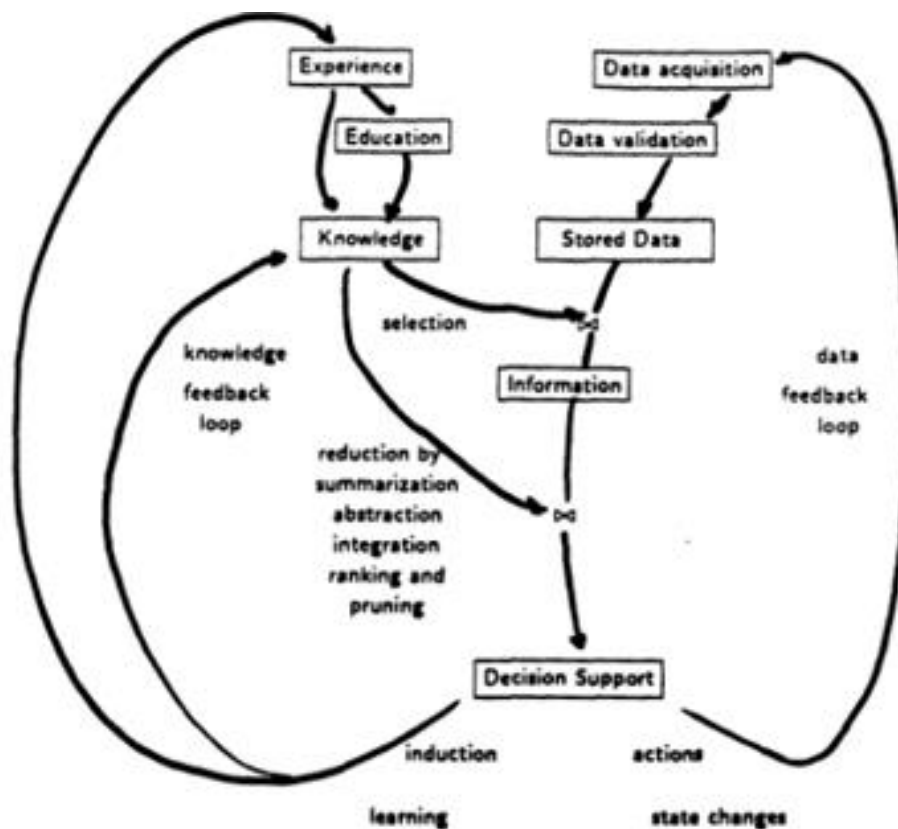 Experience
Data acquisition
Education
Data validation
Knowledge
Stored Data
selection
knowledge
feedback
loop
data
feedback
loop
Information
reduction by
summarization
abstraction
integration
ranking and
pruning
Decision Support
induction
actions
learning
state changes